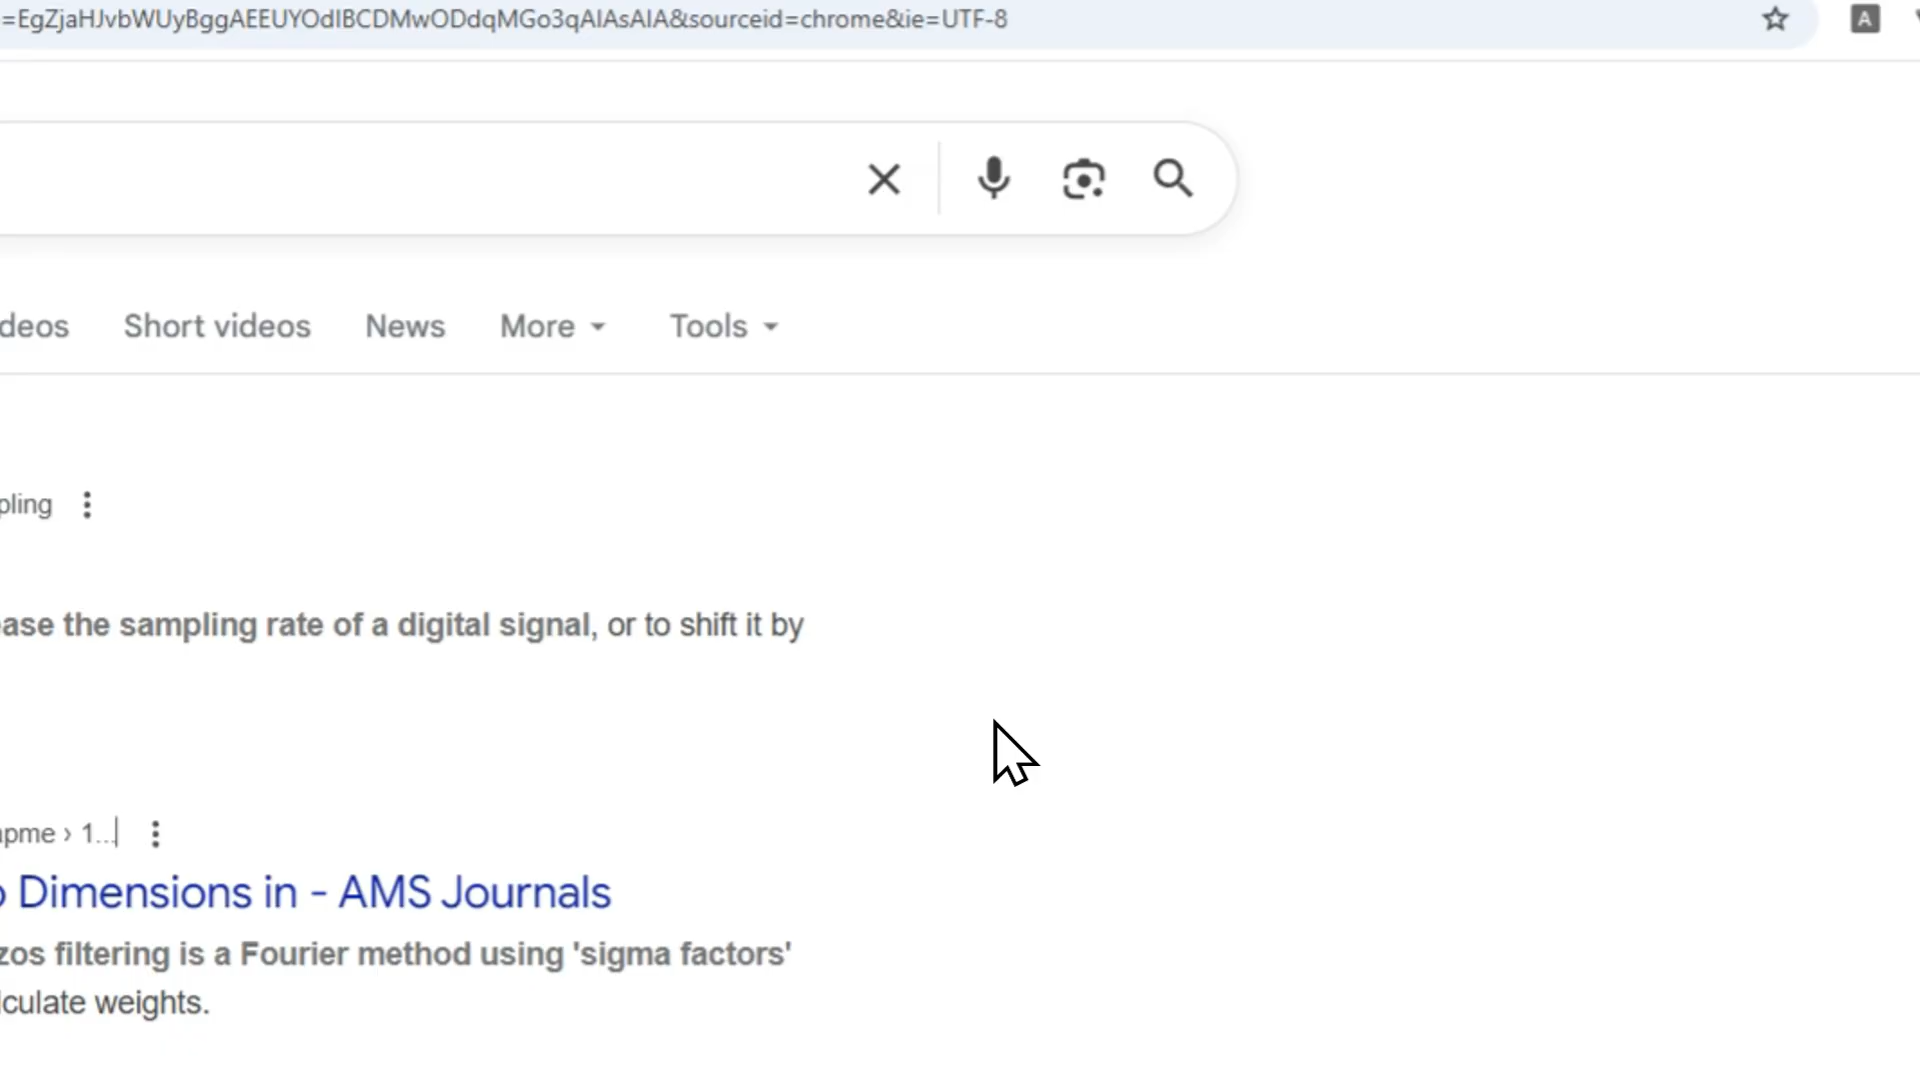 =EgZjaHJvbWUyBggAEEUYOdIBCDMwODdqMGo3qAIAsAIA&sourceid=chrome&ie=UTF-8
A
deos Short videos News More Tools
pling
ease the sampling rate of a digital signal, or to shift it by
apme › 1...
o Dimensions in - AMS Journals
zos filtering is a Fourier method using 'sigma factors'
lculate weights.